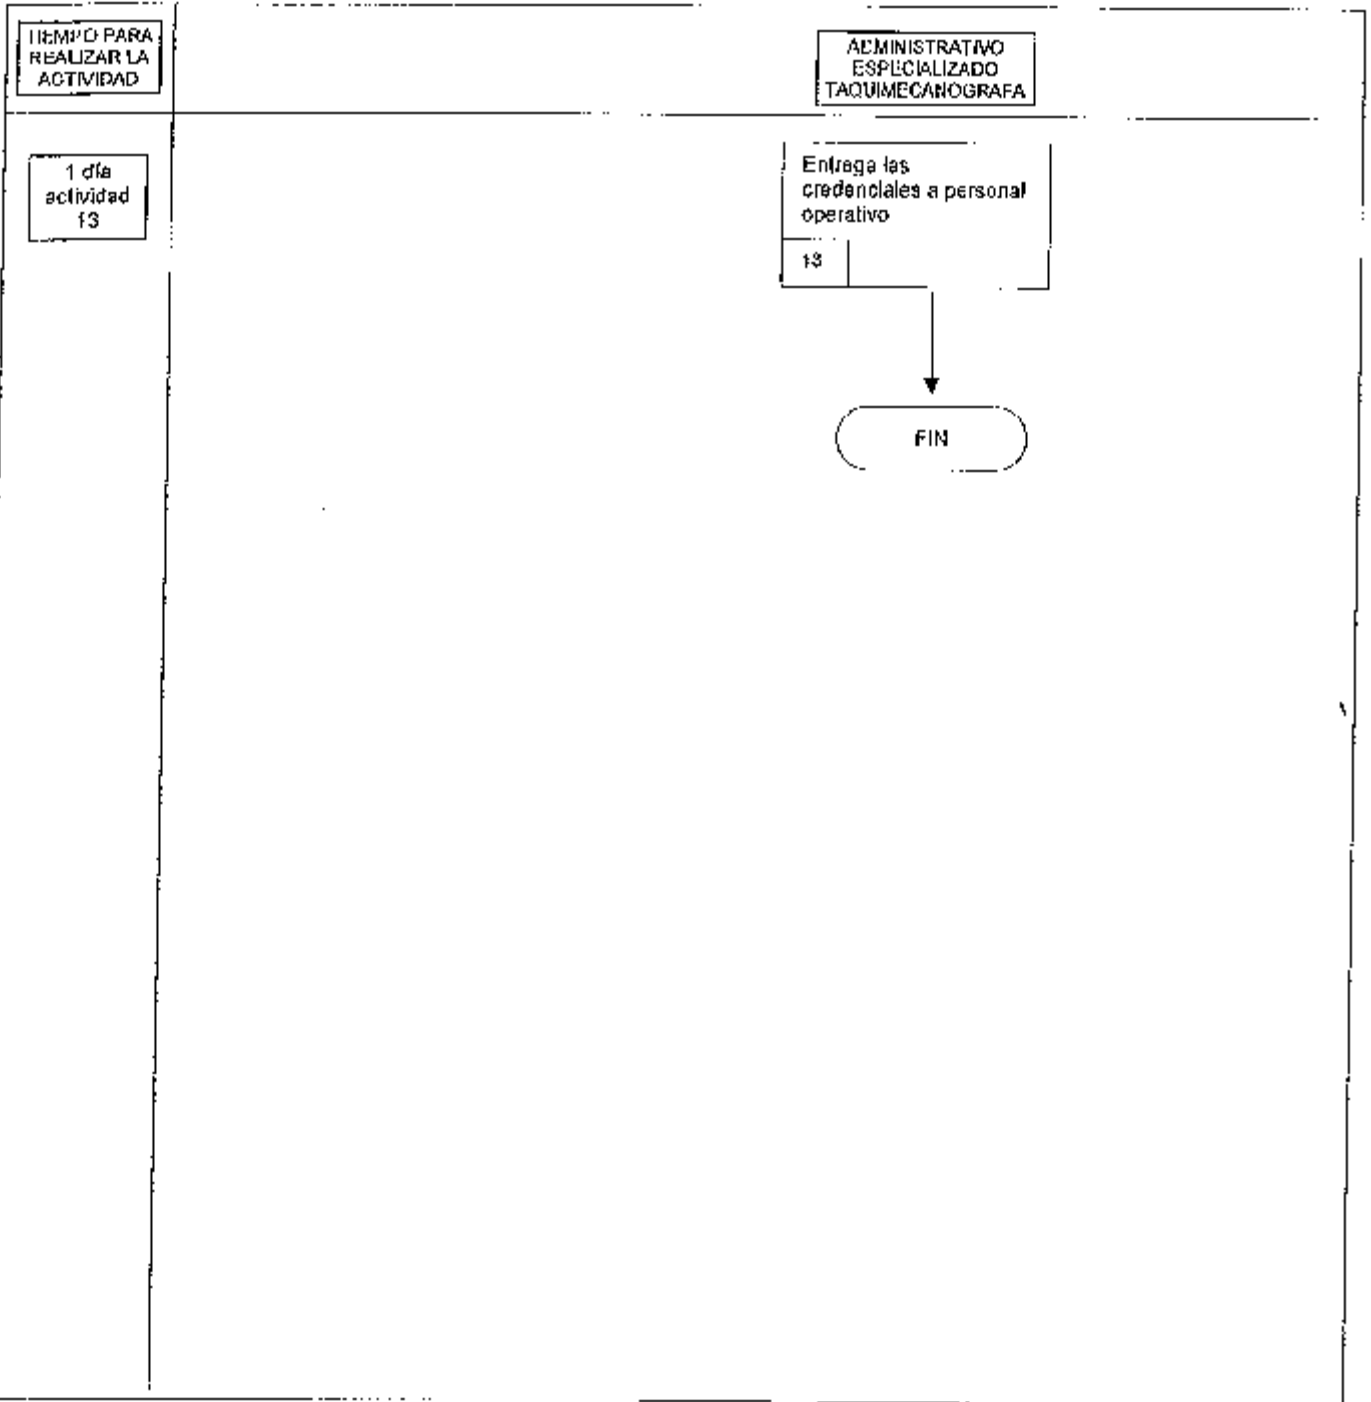 TIEMPO PARA
REALIZAR LA
ACTIVIDAD
ADMINISTRATIVO
ESPECIALIZADO
TAQUIMECANOGRAFA
1 día
actividad
13
Entrega las
credenciales a personal
operativo
13
FIN